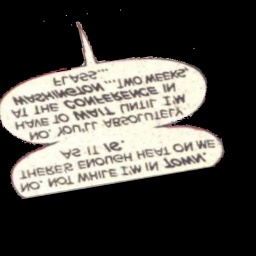 NO. NOT WHILE I'M IN TOWN.
THERE'S ENOUGH HEAT ON ME
AS IT IS.
NO. YOU'LL ABSOLUTELY
HAVE TO WAIT UNTIL I'M
AT THE CONFERENCE IN
WASHINGTON...TWO WEEKS,
FLASS...